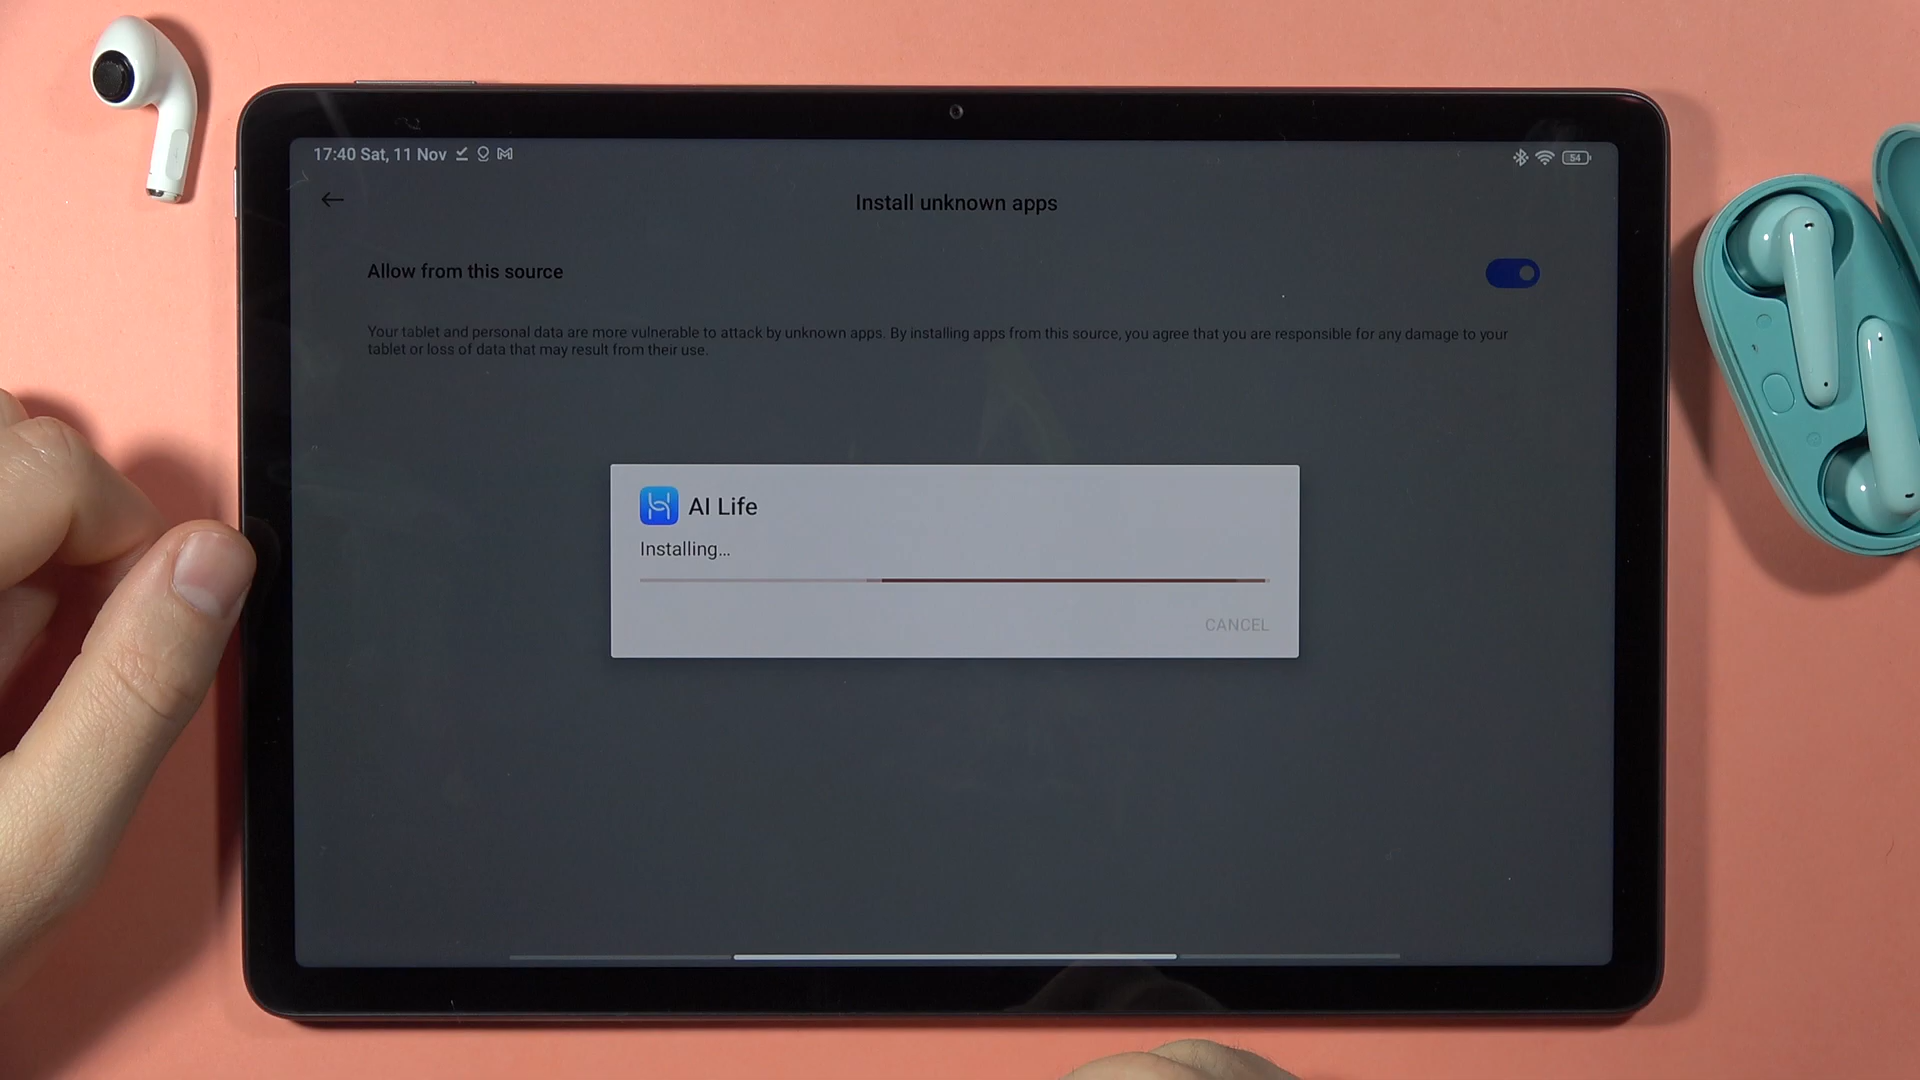 17:40 Sat, 11 Nov
54
Install unknown apps
Allow from this source
Your tablet and personal data are more vulnerable to attack by unknown apps. By installing apps from this source, you agree that you are responsible for any damage to your
tablet or loss of data that may result from their use.
AI Life
Installing...
CANCEL